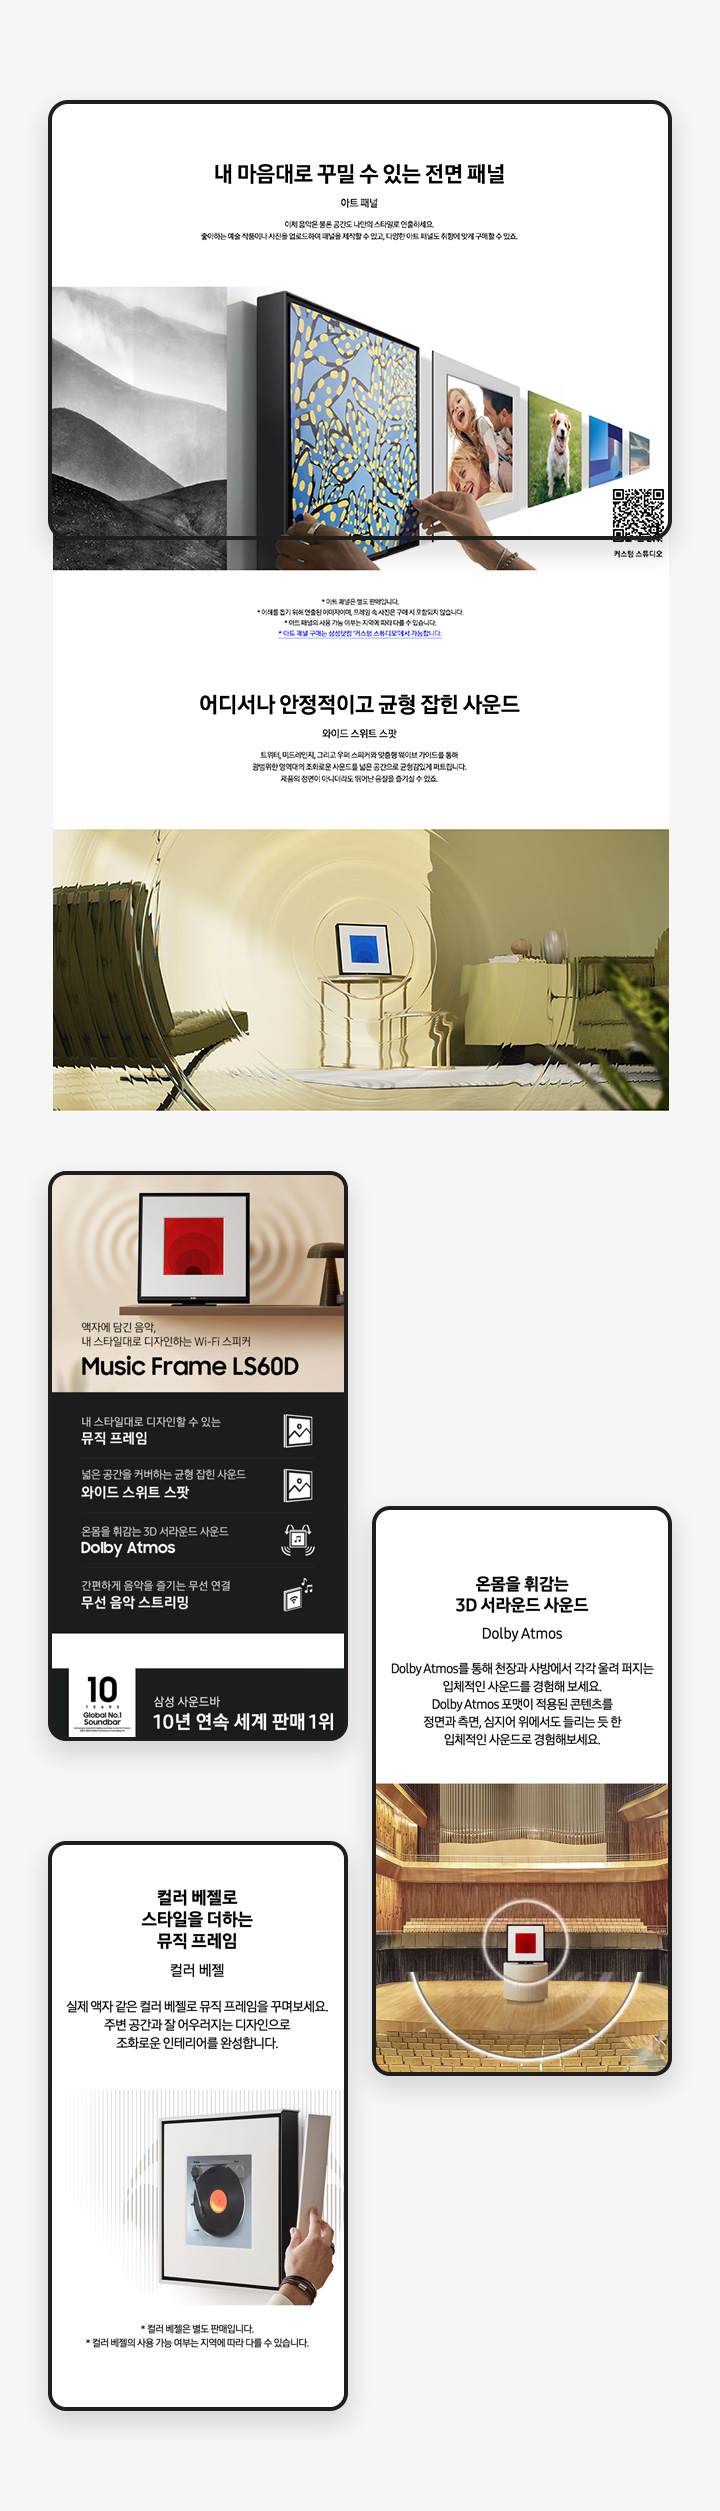 내 마음대로 꾸밀 수 있는 전면 패널
아트 패널
이제 음악은 물론 공간도 나만의 스타일로 연출하세요.
좋아하는 예술 작품이나 사진을 업로드하여 패널을 제작할 수 있고, 다양한 아트 패널도 취향에 맞게 구매할 수 있죠.
커스텀 스튜디오
* 아트 패널은 별도 판매입니다.
* 이해를 돕기 위해 연출된 이미지이며, 프레임 속 사진은 구매 시 포함되지 않습니다.
* 아트 패널의 사용 가능 여부는 지역에 따라 다를 수 있습니다.
* 아트 패널 구매는 삼성닷컴 '커스텀 스튜디오'에서 가능합니다.
어디서나 안정적이고 균형 잡힌 사운드
와이드 스위트 스팟
트위터, 미드레인지, 그리고 우퍼 스피커와 맞춤형 웨이브 가이드를 통해
광범위한 영역대의 조화로운 사운드를 넓은 공간으로 균형감있게 퍼트립니다.
제품의 정면이 아니더라도 뛰어난 음질을 즐기실 수 있죠.
액자에 담긴 음악,
내 스타일대로 디자인하는 Wi-Fi 스피커
Music Frame LS60D
내 스타일대로 디자인할 수 있는
뮤직 프레임
넓은 공간을 커버하는 균형 잡힌 사운드
와이드 스위트 스팟
온몸을 휘감는 3D 서라운드 사운드
Dolby Atmos
간편하게 음악을 즐기는 무선 연결
무선 음악 스트리밍
10
YEARS
Global No.1
Soundbar
삼성 사운드바
10년 연속 세계 판매 1위
온몸을 휘감는
3D 서라운드 사운드
Dolby Atmos
Dolby Atmos를 통해 천장과 사방에서 각각 울려 퍼지는
입체적인 사운드를 경험해 보세요.
Dolby Atmos 포맷이 적용된 콘텐츠를
정면과 측면, 심지어 위에서도 들리는 듯 한
입체적인 사운드로 경험해보세요.
컬러 베젤로
스타일을 더하는
뮤직 프레임
컬러 베젤
실제 액자 같은 컬러 베젤로 뮤직 프레임을 꾸며보세요.
주변 공간과 잘 어우러지는 디자인으로
조화로운 인테리어를 완성합니다.
* 컬러 베젤은 별도 판매입니다.
* 컬러 베젤의 사용 가능 여부는 지역에 따라 다를 수 있습니다.